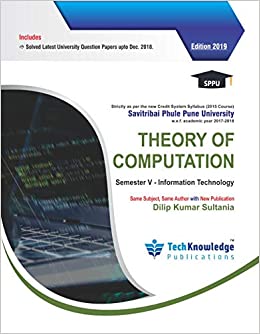 Includes
⇨ Solved Latest University Question Papers upto Dec. 2018.
Edition 2019
SPPU
Strictly as per the new Credit System Syllabus (2015 Course)
Savitribai Phule Pune University
w.e.f. academic year 2017-2018
THEORY OF
COMPUTATION
Semester V - Information Technology
Same Subject, Same Author with New Publication
Dilip Kumar Sultania
TechKnowledge™
Publications